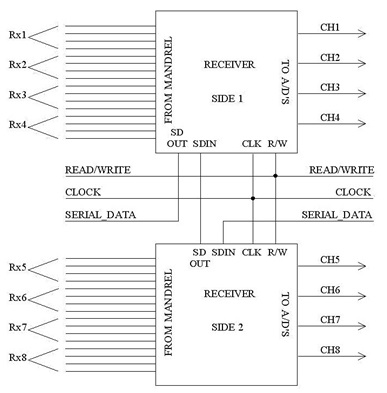 Rx1
Rx2
Rx3
Rx4
FROM MANDREL
RECEIVER
SIDE 1
TO A/D'S
CH1
CH2
CH3
CH4
SD
OUT SDIN CLK R/W
READ/WRITE READ/WRITE
CLOCK CLOCK
SERIAL_DATA SERIAL_DATA
SD SDIN CLK R/W
OUT
Rx5
Rx6
Rx7
Rx8
FROM MANDREL
RECEIVER
SIDE 2
TO A/D'S
CH5
CH6
CH7
CH8